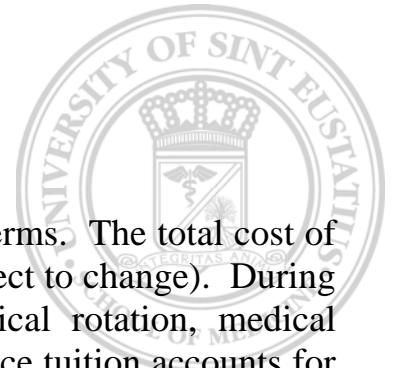 UNIVERSITY OF SINT EUSTATIUS
INTEGRITAS ANIMI
SCHOOL OF MEDICINE
erms. The total cost of
ect to change). During
ical rotation, medical
ce tuition accounts for